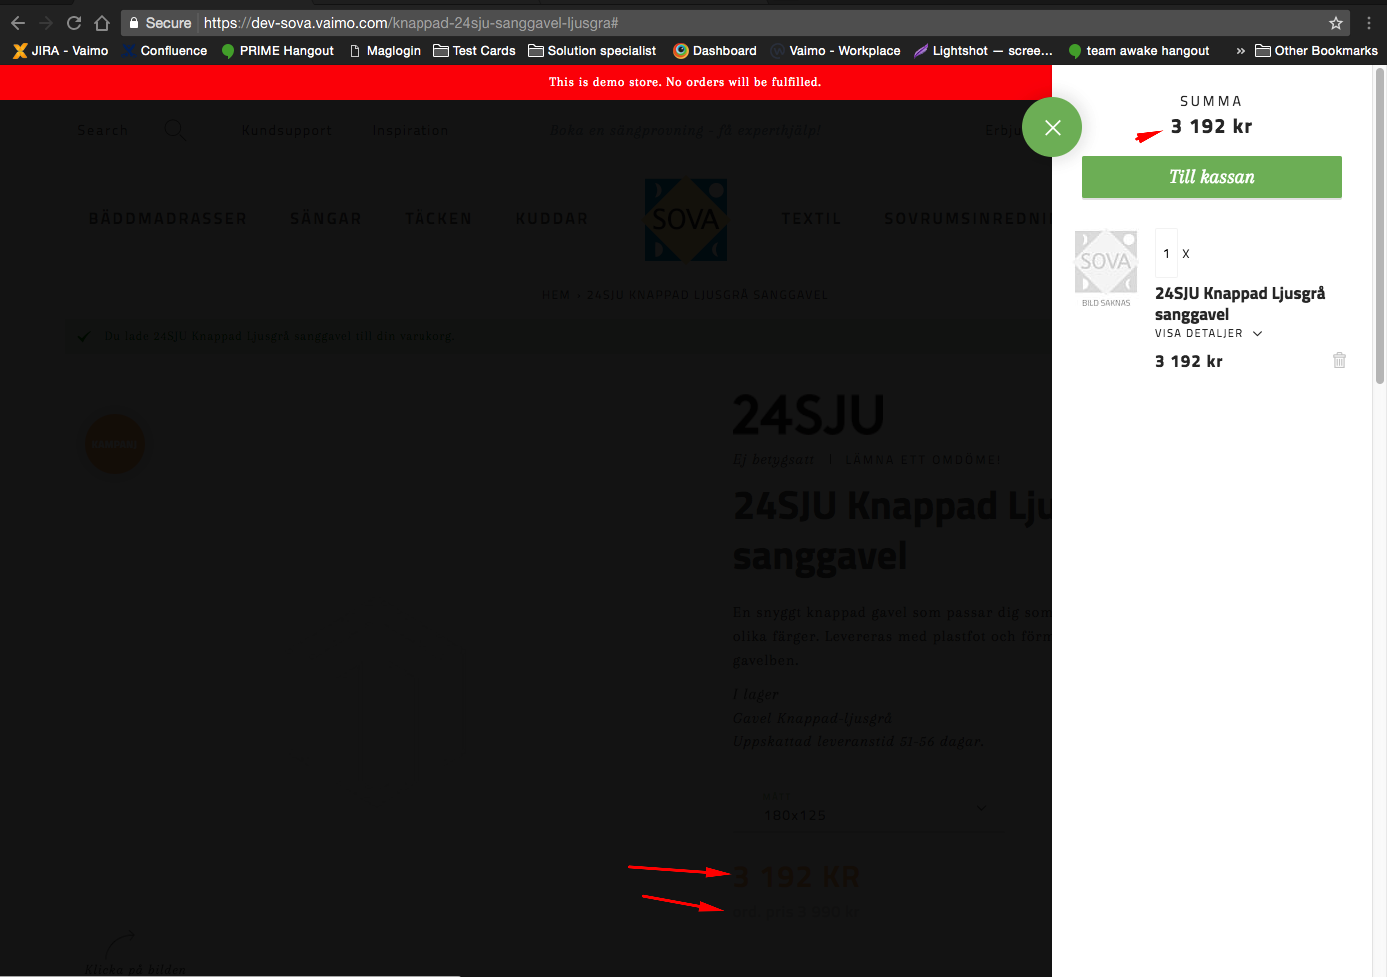 Secure https://dev-sova.vaimo.com/knappad-24sju-sanggavel-ljusgra#
JIRA - Vaimo Confluence PRIME Hangout Maglogin Test Cards Solution specialist Dashboard Vaimo - Workplace Lightshot — scree... team awake hangout » Other Bookmarks
This is demo store. No orders will be fulfilled.
Search Kundsupport Inspiration Boka en sängprovning - få experthjälp! Erbju
BÄDDMADRASSER SÄNGAR TÄCKEN KUDDAR SOVA TEXTIL SOVRUMSINREDNI
HEM › 24SJU KNAPPAD LJUSGRÅ SANGGAVEL
Du lade 24SJU Knappad Ljusgrå sanggavel till din varukorg.
KAMPANJ
24SJU
Ej betygsatt | LÄMNA ETT OMDÖME!
24SJU Knappad Lju
sanggavel
En snyggt knappad gavel som passar dig som
olika färger. Levereras med plastfot och förm
gavelben.
I lager
Gavel Knappad-ljusgrå
Uppskattad leveranstid 51-56 dagar.
180x125
3 192 KR
Klicka på bilden
SUMMA
3 192 kr
Till kassan
SOVA
BILD SAKNAS
1 X
24SJU Knappad Ljusgrå
sanggavel
VISA DETALJER
3 192 kr